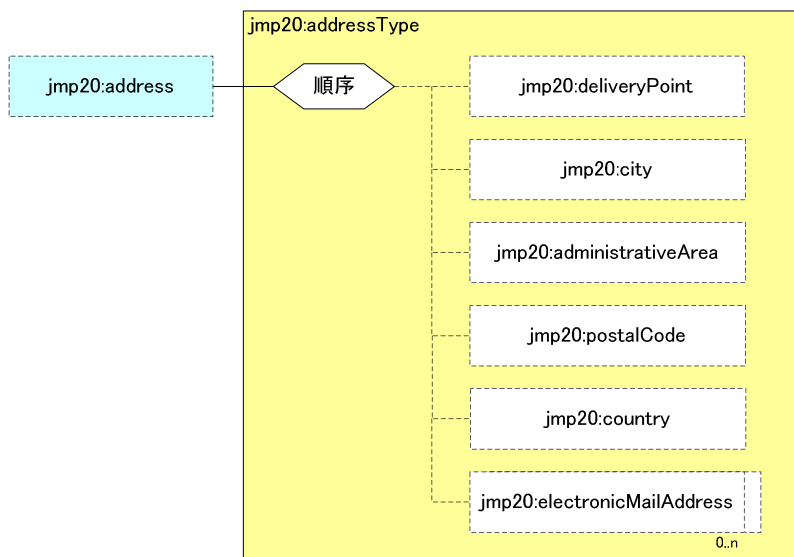 jmp20:addressType
jmp20:address
順序
jmp20:deliveryPoint
jmp20:city
jmp20:administrativeArea
jmp20:postalCode
jmp20:country
jmp20:electronicMailAddress
0..n